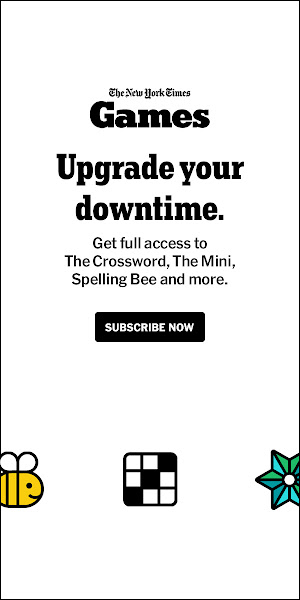 The New York Times
Games
Upgrade your
downtime.
Get full access to
The Crossword, The Mini,
Spelling Bee and more.
SUBSCRIBE NOW